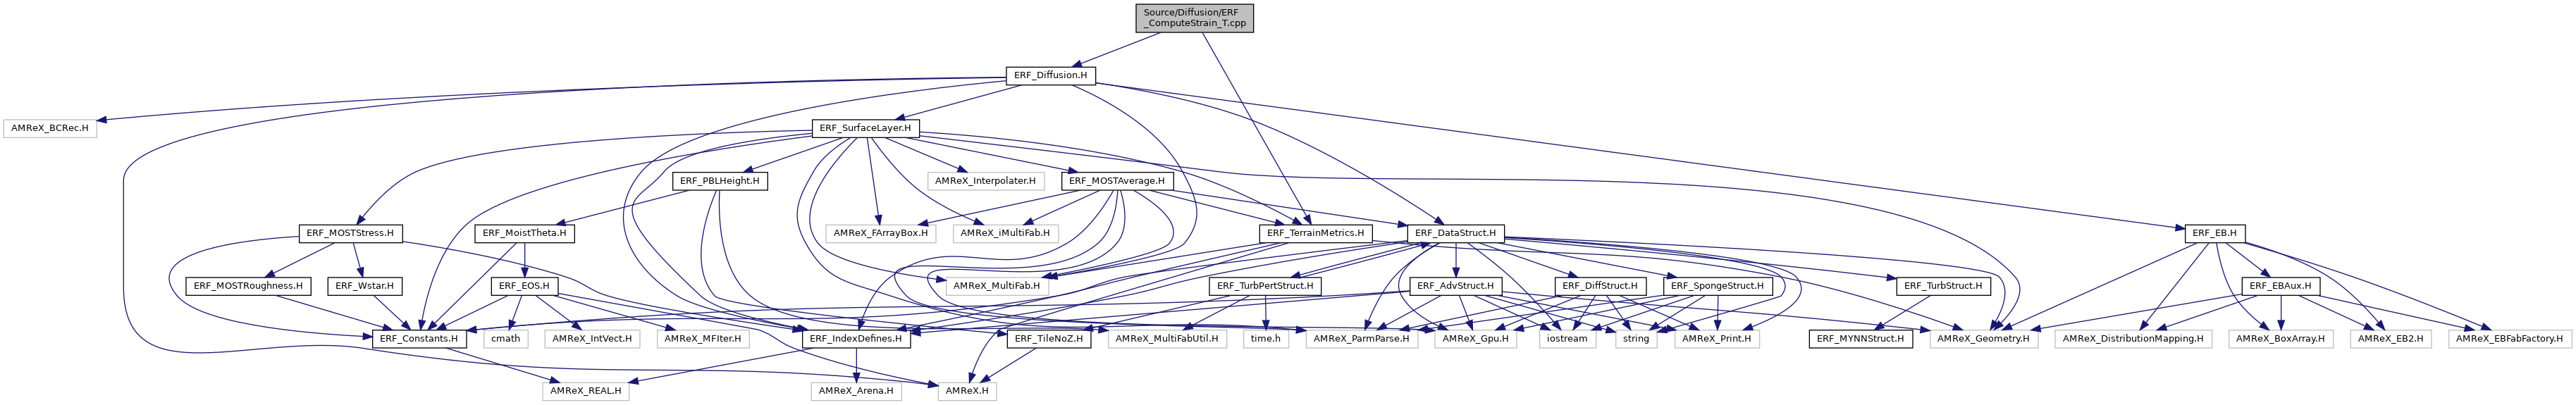 Source/Diffusion/ERF
_ComputeStrain_T.cpp
ERF_Diffusion.H
AMReX_BCRec.H
ERF_SurfaceLayer.H
ERF_PBLHeight.H
AMReX_Interpolater.H
ERF_MOSTAverage.H
ERF_MOSTStress.H
ERF_MoistTheta.H
AMReX_FArrayBox.H
AMReX_iMultiFab.H
ERF_TerrainMetrics.H
ERF_DataStruct.H
ERF_EB.H
ERF_MOSTRoughness.H
ERF_Wstar.H
ERF_EOS.H
AMReX_MultiFab.H
ERF_TurbPertStruct.H
ERF_AdvStruct.H
ERF_DiffStruct.H
ERF_SpongeStruct.H
ERF_TurbStruct.H
ERF_EBAux.H
ERF_Constants.H
cmath
AMReX_IntVect.H
AMReX_MFIter.H
ERF_IndexDefines.H
ERF_TileNoZ.H
AMReX_MultiFabUtil.H
time.h
AMReX_ParmParse.H
AMReX_Gpu.H
iostream
string
AMReX_Print.H
ERF_MYNNStruct.H
AMReX_Geometry.H
AMReX_DistributionMapping.H
AMReX_BoxArray.H
AMReX_EB2.H
AMReX_EBFabFactory.H
AMReX_REAL.H
AMReX_Arena.H
AMReX.H